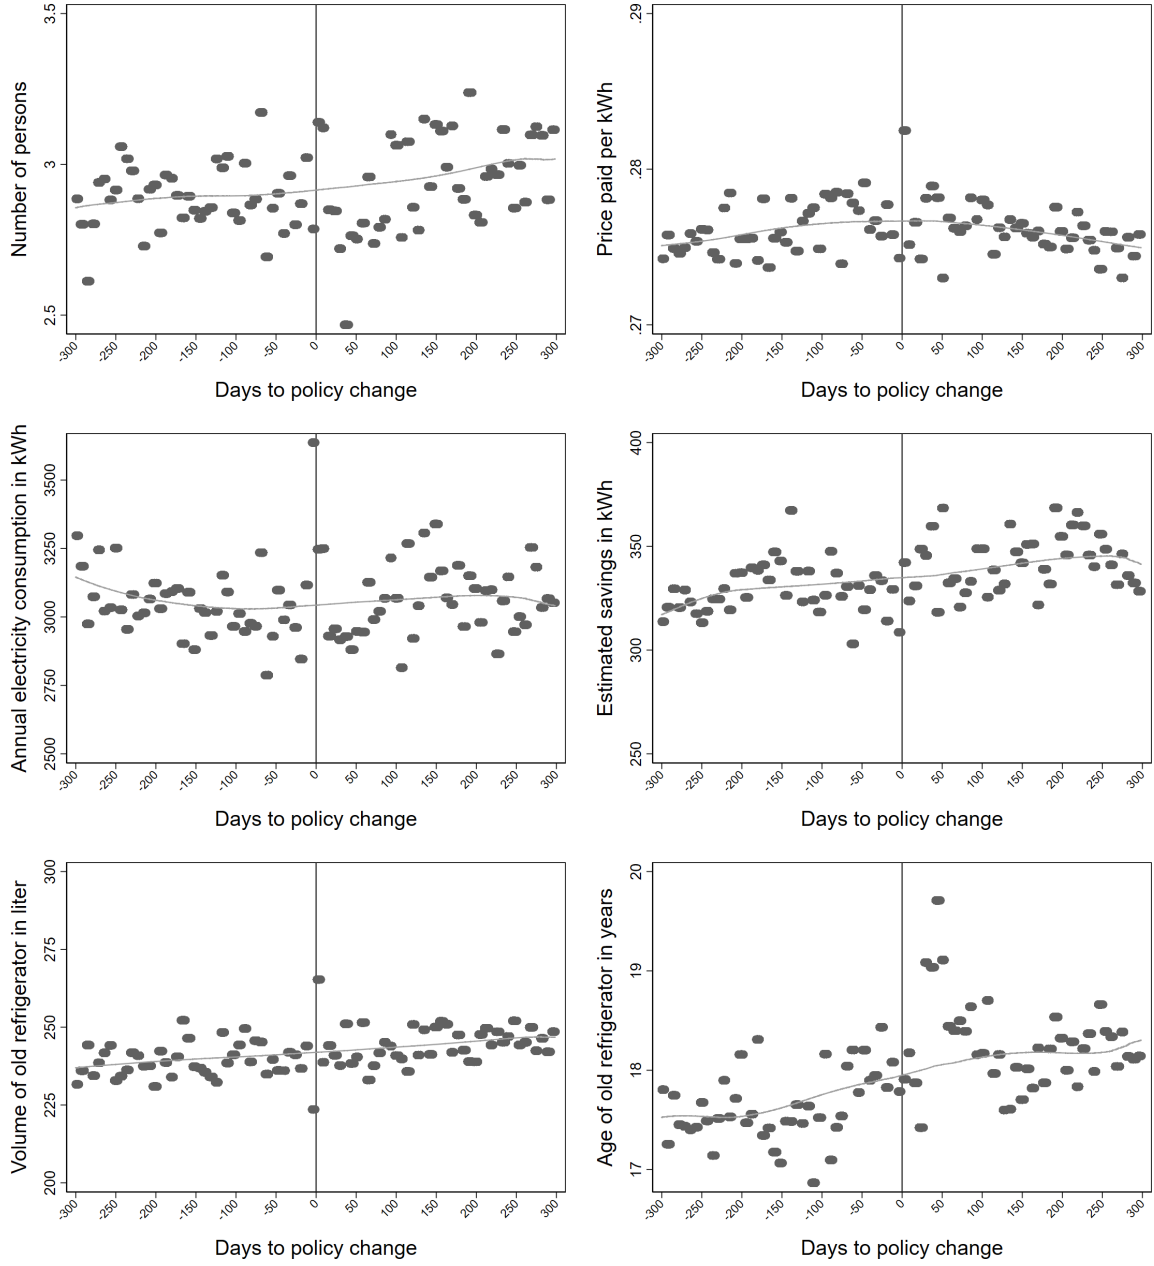 Number of persons
3.5
3
2.5
-300 -250 -200 -150 -100 -50 0 50 100 150 200 250 300
Days to policy change
Price paid per kWh
.29
.28
.27
-300 -250 -200 -150 -100 -50 0 50 100 150 200 250 300
Days to policy change
Annual electricity consumption in kWh
3500
3250
3000
2750
2500
-300 -250 -200 -150 -100 -50 0 50 100 150 200 250 300
Days to policy change
Estimated savings in kWh
400
350
300
250
-300 -250 -200 -150 -100 -50 0 50 100 150 200 250 300
Days to policy change
Volume of old refrigerator in liter
300
275
250
225
200
-300 -250 -200 -150 -100 -50 0 50 100 150 200 250 300
Days to policy change
Age of old refrigerator in years
20
19
18
17
-300 -250 -200 -150 -100 -50 0 50 100 150 200 250 300
Days to policy change